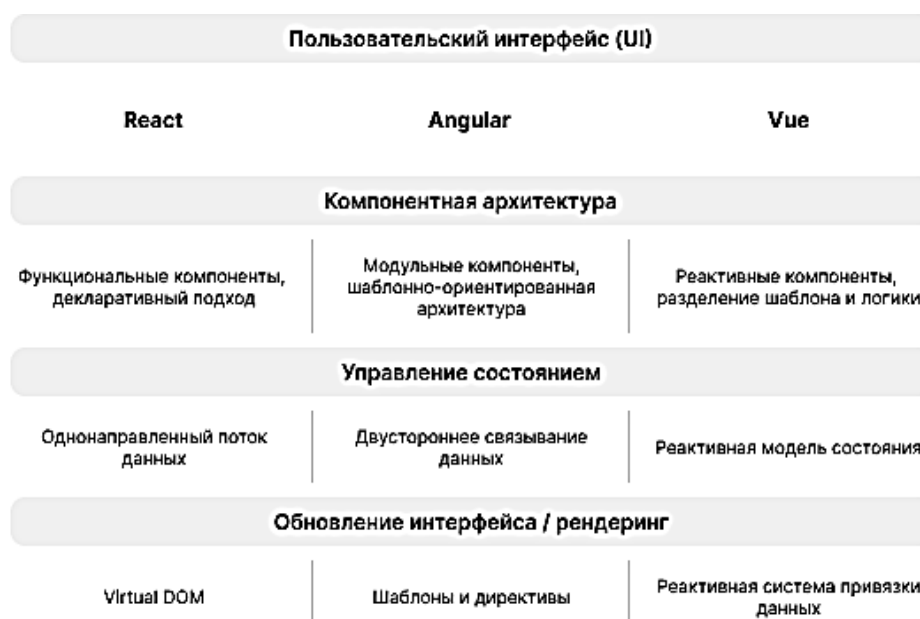 Пользовательский интерфейс (UI)
React
Angular
Vue
Компонентная архитектура
Функциональные компоненты,
декларативный подход
Модульные компоненты,
шаблонно-ориентированная
архитектура
Реактивные компоненты,
разделение шаблона и логики
Управление состоянием
Однонаправленный поток
данных
Двустороннее связывание
данных
Реактивная модель состояния
Обновление интерфейса / рендеринг
Virtual DOM
Шаблоны и директивы
Реактивная система привязки
данных